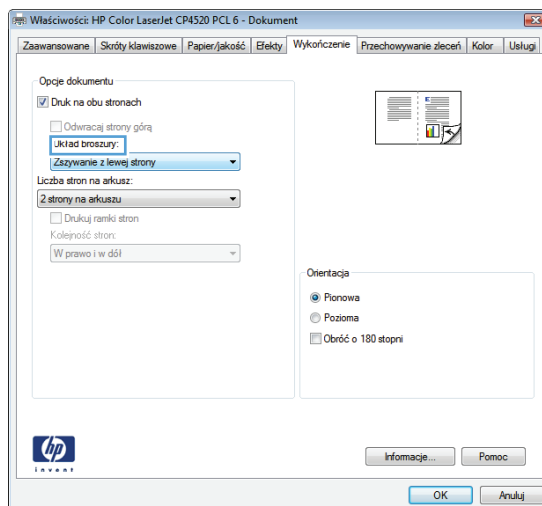 Właściwości: HP Color LaserJet CP4520 PCL 6 - Dokument
Zaawansowane Skróty klawiszowe Papier/jakość Efekty Wykończenie Przechowywanie zleceń Kolor Usługi
Opcje dokumentu
Druk na obu stronach
Odwracaj strony górą
Układ broszury:
Zszywanie z lewej strony
Liczba stron na arkusz:
2 strony na arkuszu
Drukuj ramki stron
Kolejność stron:
W prawo i w dół
Orientacja
Pionowa
Pozioma
Obróć o 180 stopni
hp
invent
Informacje... Pomoc
OK Anuluj